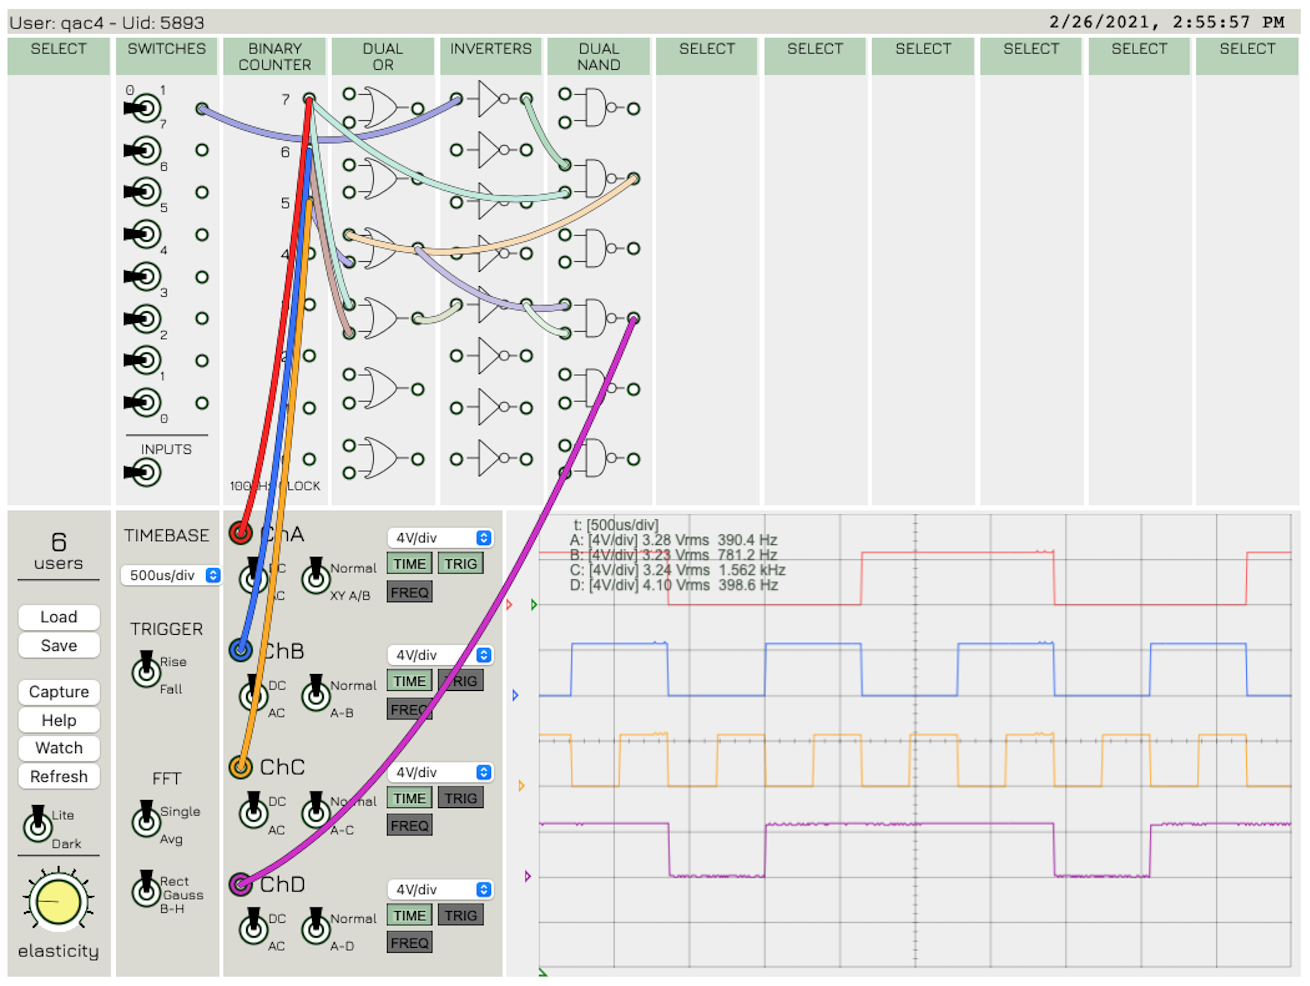 User: qac4 - Uid: 5893
2/26/2021, 2:55:57 PM
SELECT
SWITCHES
BINARY
COUNTER
DUAL
OR
INVERTERS
DUAL
NAND
SELECT
SELECT
SELECT
SELECT
SELECT
SELECT
0 1
7
6
5
4
3
2
1
0
INPUTS
7
6
5
4
6
users
Load
Save
Capture
Help
Watch
Refresh
Lite
Dark
elasticity
TIMEBASE
500us/div
TRIGGER
Rise
Fall
FFT
Single
Avg
Rect
Gauss
B-H
ChA
4V/div
TIME TRIG
FREQ
AC
Normal
XY A/B
ChB
4V/div
TIME TRIG
FREQ
DC
AC
Normal
A-B
ChC
4V/div
TIME TRIG
FREQ
DC
AC
Normal
A-C
ChD
4V/div
TIME TRIG
FREQ
DC
AC
Normal
A-D
t: [500us/div]
A: [4V/div] 3.28 Vrms 390.4 Hz
B: [4V/div] 3.23 Vrms 781.2 Hz
C: [4V/div] 3.24 Vrms 1.562 kHz
D: [4V/div] 4.10 Vrms 398.6 Hz